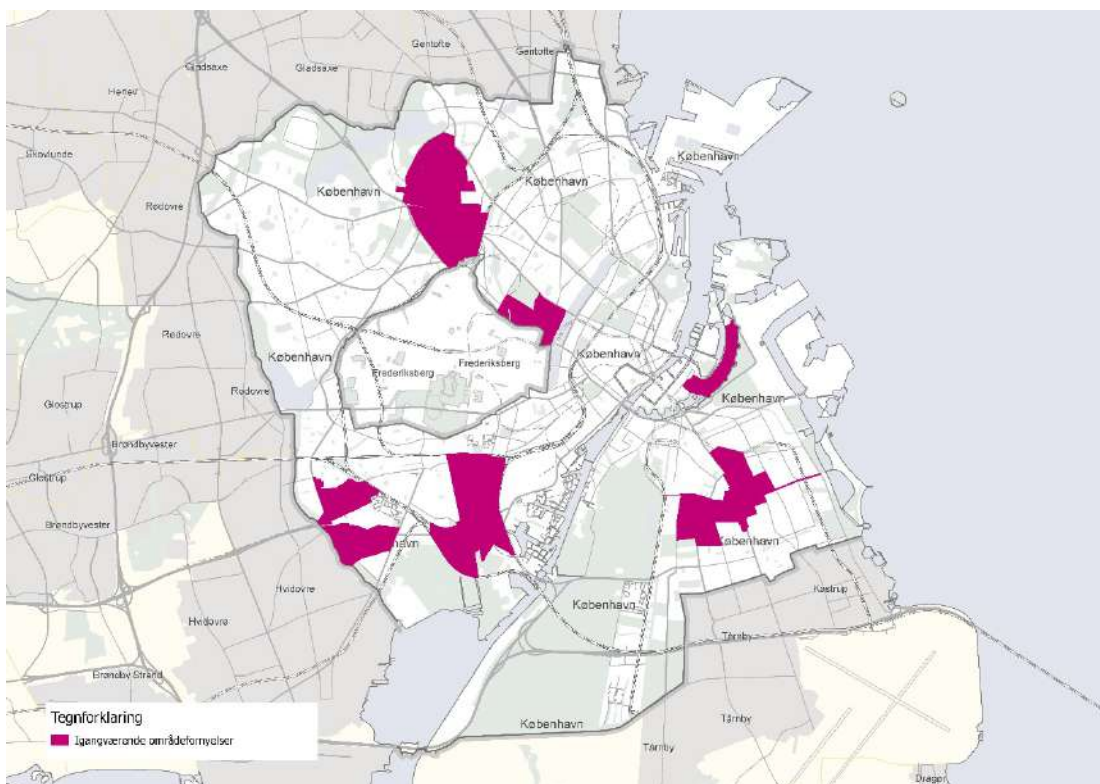 Gentofte
Gentofte
Gladsaxe
Gladsaxe
Herlev
Skovlunde
København
København
København
Rødovre
Rødovre
København
Frederiksberg
København
Frederiksberg
Rødovre
København
Glostrup
Brøndbyvester
Glostrup
Brøndbyvester
København
Hvidovre
København
Kastrup
Hvidovre
Tårnby
Brøndby Strand
København
Tårnby
Tårnby
Dragør
Tegnforklaring
Igangværende områdefornyelser